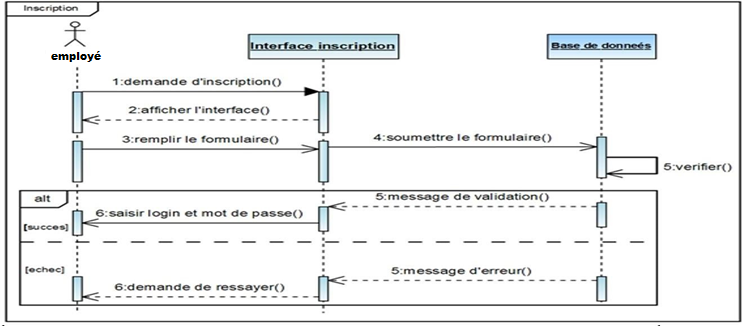 Inscription
employé
Interface inscription
Base de donneés
1:demande d'inscription()
2:afficher l'interface()
3:remplir le formulaire()
4:soumettre le formulaire()
5:verifier()
alt
5:message de validation()
6:saisir login et mot de passe()
[succes]
[echec]
5:message d'erreur()
6:demande de ressayer()